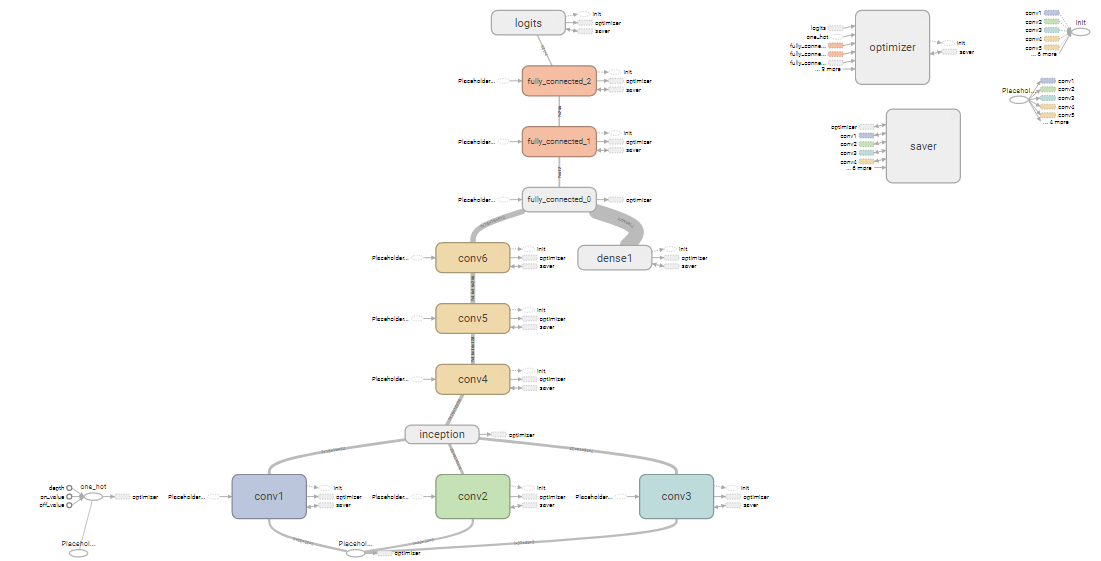 logits
init
optimizer
saver
Placeholder...
fully_connected_2
init
optimizer
saver
Placeholder...
fully_connected_1
init
optimizer
saver
Placeholder...
fully_connected_0
optimizer
Placeholder...
conv6
init
optimizer
saver
dense1
init
optimizer
saver
Placeholder...
conv5
init
optimizer
saver
Placeholder...
conv4
init
optimizer
saver
inception
optimizer
depth
on_value
off_value
one_hot
optimizer
Placehol...
Placeholder...
conv1
init
optimizer
saver
Placeholder...
conv2
init
optimizer
saver
Placeholder...
conv3
init
optimizer
saver
Placehol...
optimizer
logits
one_hot
fully_conne...
fully_conne...
fully_conne...
... 9 more
optimizer
init
saver
optimizer
conv1
conv2
conv3
conv4
... 6 more
saver
conv1
conv2
conv3
conv4
conv5
... 6 more
init
Placehol...
conv1
conv2
conv3
conv4
conv5
... 4 more